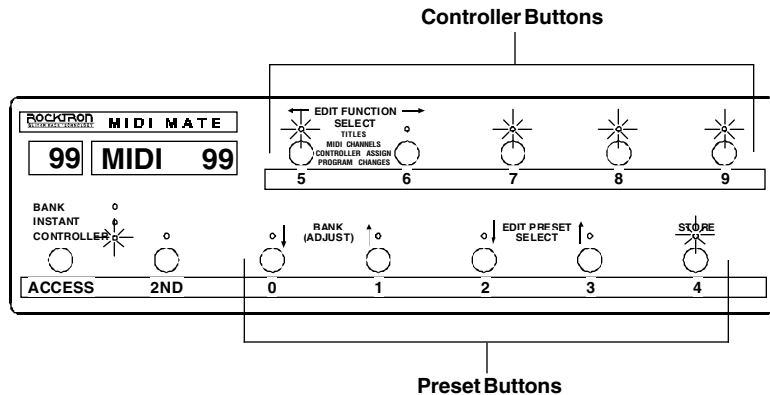 Controller Buttons
ROCKTRON MIDI MATE
99 MIDI 99
EDIT FUNCTION
SELECT
TITLES
MIDI CHANNELS
CONTROLLER ASSIGN
PROGRAM CHANGES
5 6 7 8 9
BANK
INSTANT
CONTROLLER
BANK
(ADJUST)
EDIT PRESET
SELECT
STORE
ACCESS 2ND 0 1 2 3 4
Preset Buttons